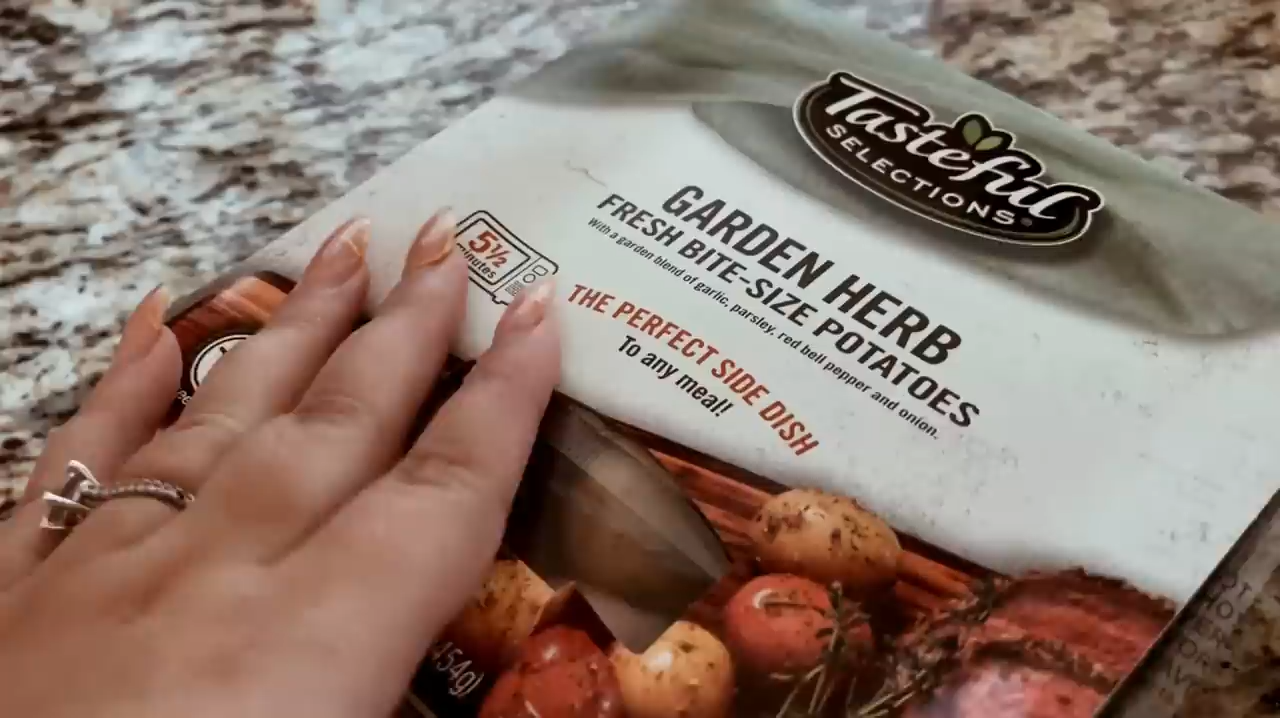 Tasteful
SELECTIONS®
GARDEN HERB
FRESH BITE-SIZE POTATOES
With a garden blend of garlic, parsley, red bell pepper and onion.
5½
minutes
THE PERFECT SIDE DISH
To any meal!
454g)